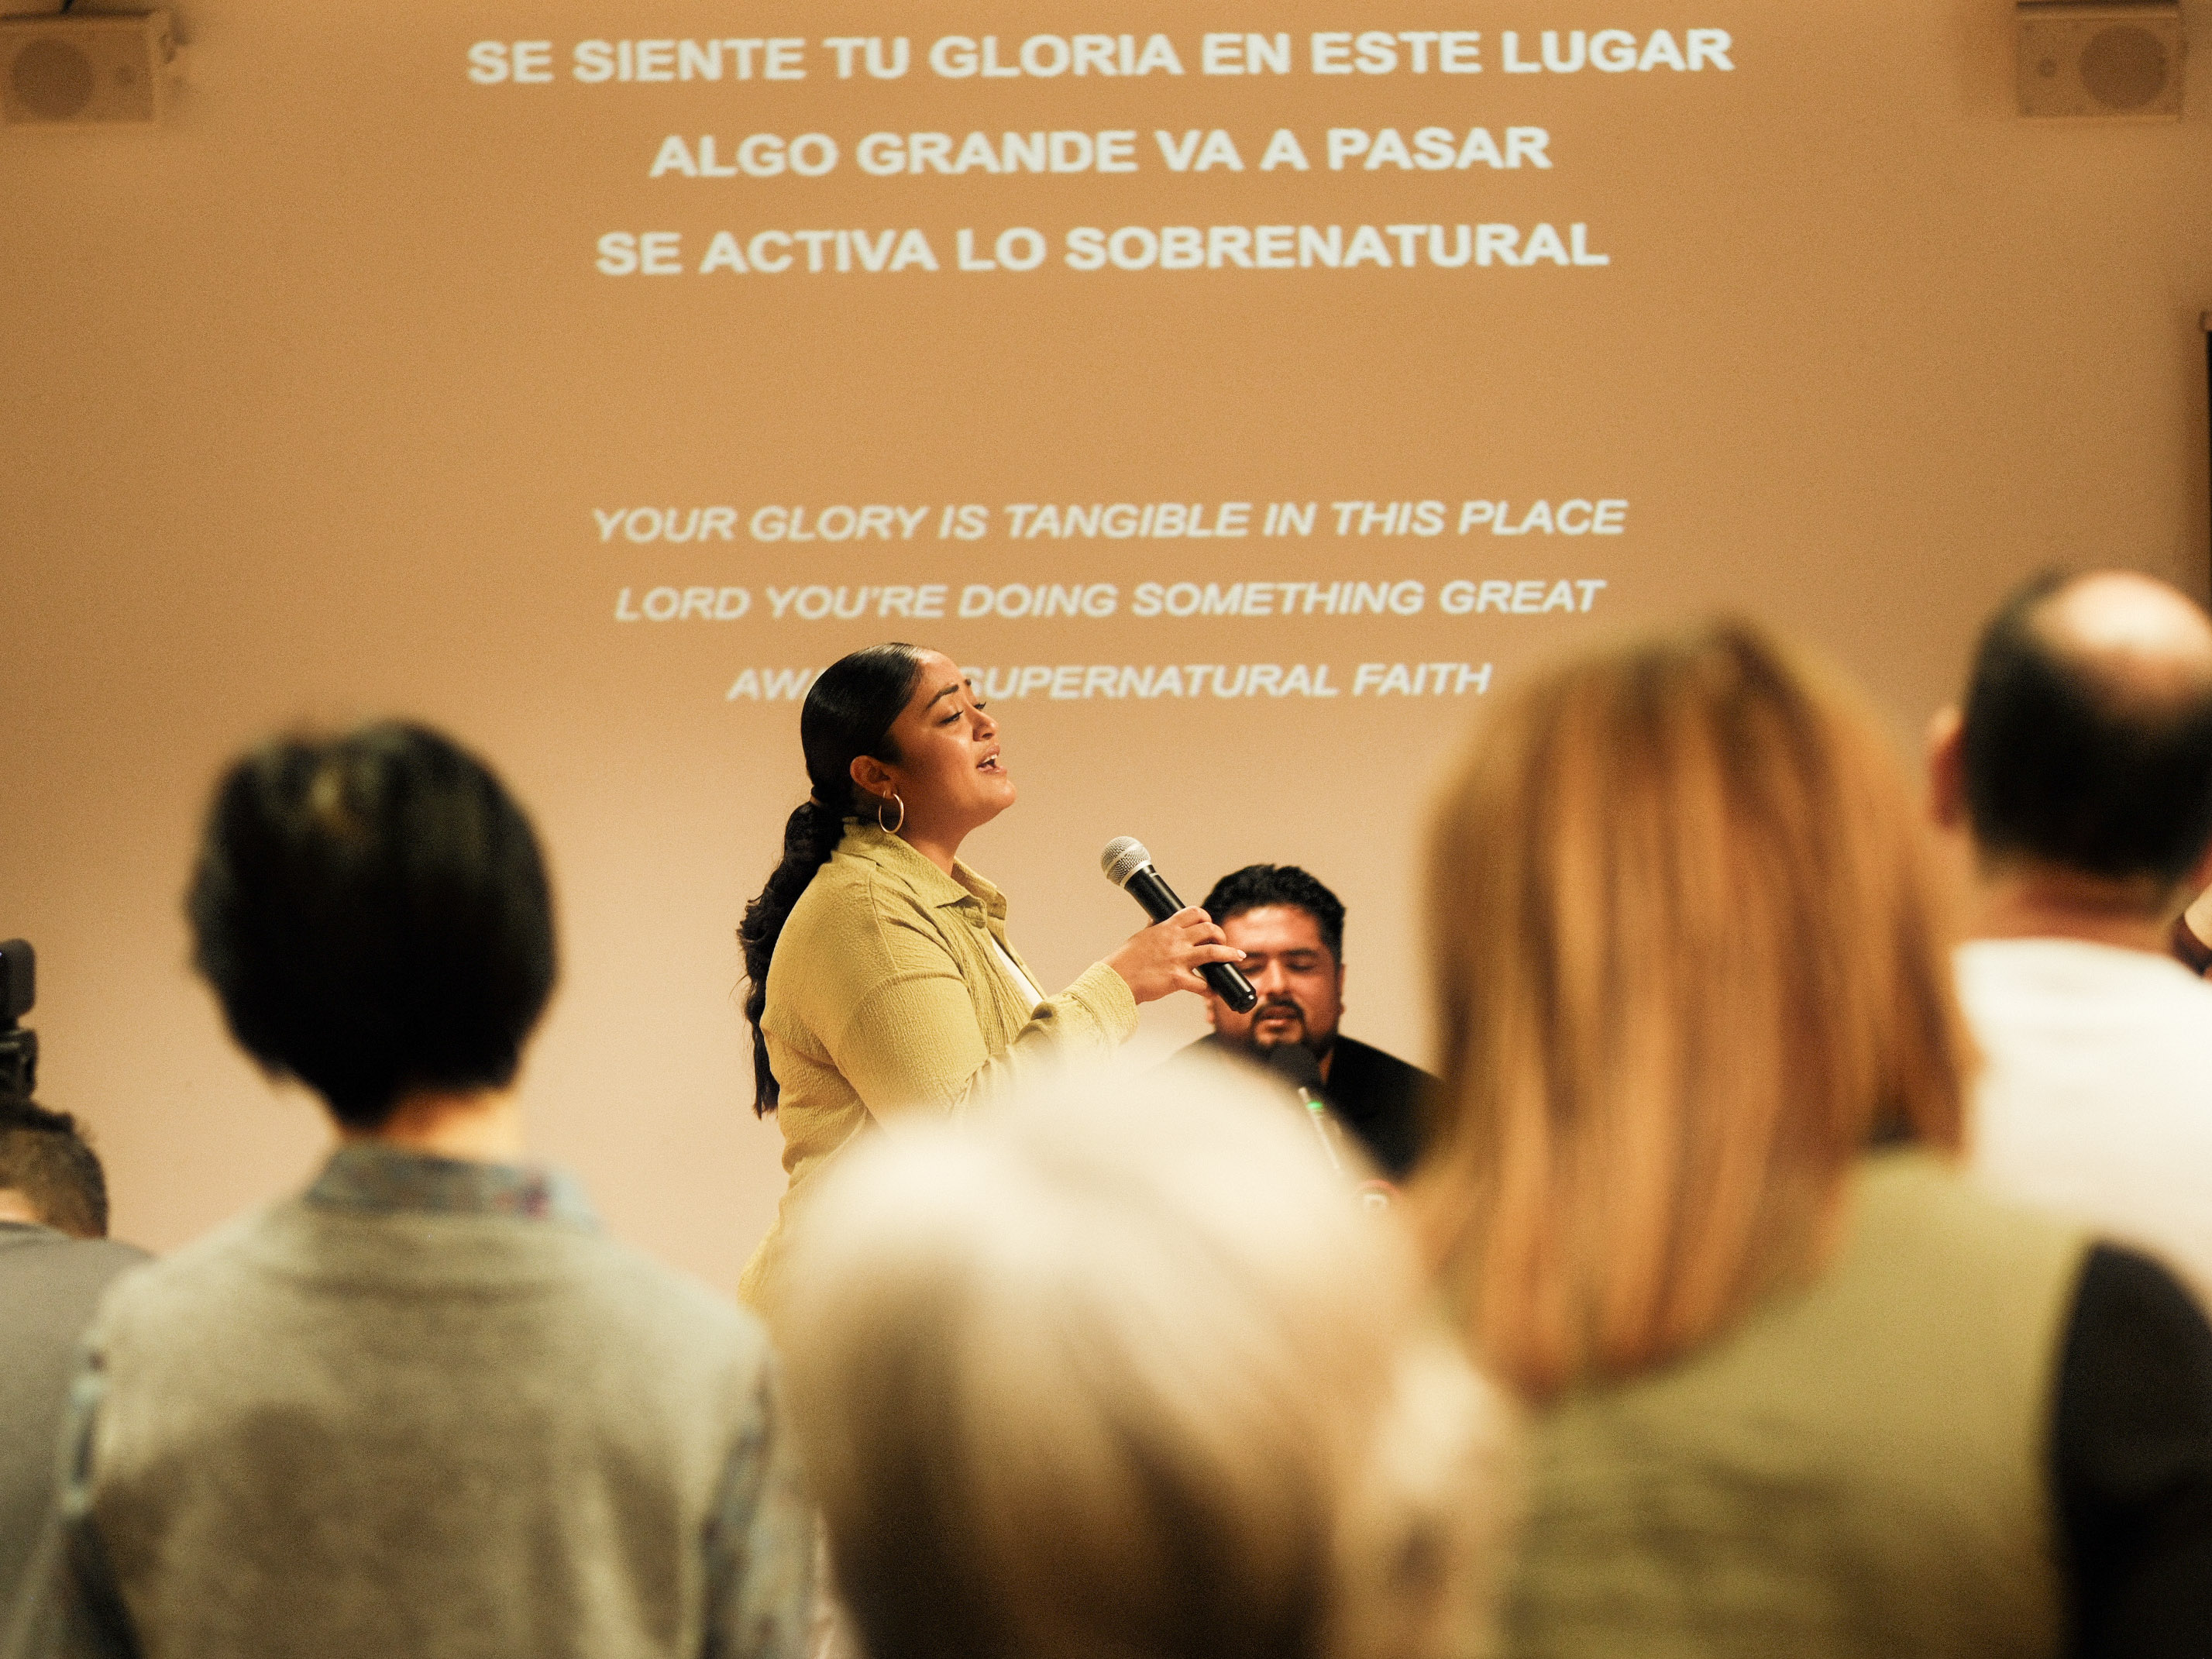 SE SIENTE TU GLORIA EN ESTE LUGAR
ALGO GRANDE VA A PASAR
SE ACTIVA LO SOBRENATURAL
YOUR GLORY IS TANGIBLE IN THIS PLACE
LORD YOU'RE DOING SOMETHING GREAT
SUPERNATURAL FAITH